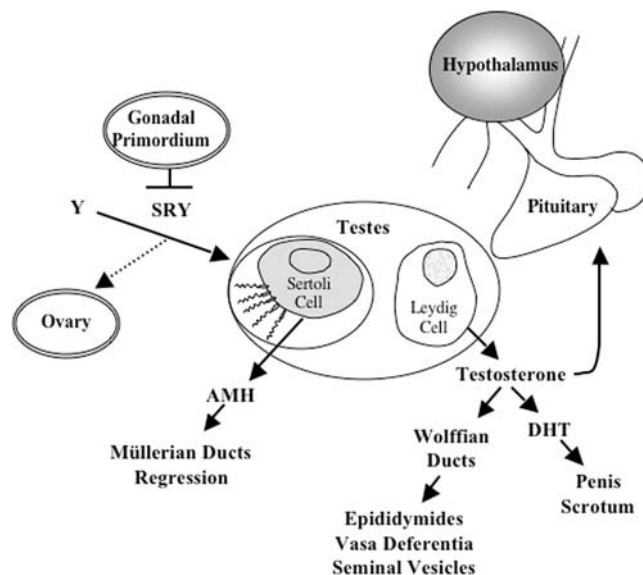 Hypothalamus
Gonadal
Primordium
Y
SRY
Testes
Pituitary
Sertoli
Cell
Leydig
Cell
Ovary
Testosterone
AMH
Müllerian Ducts
Regression
Wolffian
Ducts
DHT
Penis
Scrotum
Epididymides
Vasa Deferentia
Seminal Vesicles